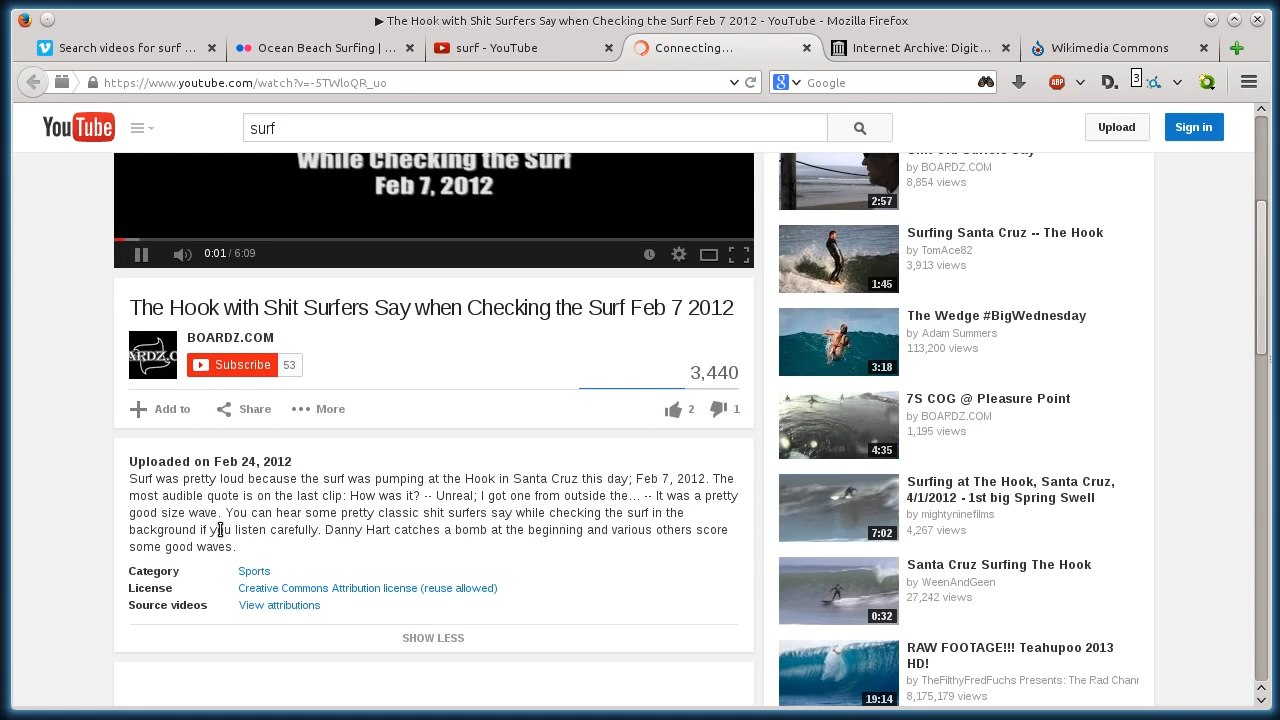 ▶ The Hook with Shit Surfers Say when Checking the Surf Feb 7 2012 - YouTube - Mozilla Firefox
Search videos for surf ...
Ocean Beach Surfing | ...
surf - YouTube
Connecting...
Internet Archive: Digit...
Wikimedia Commons
https://www.youtube.com/watch?v=-5TWloQR_uo
Google
ABP
D.
3
YouTube
surf
Upload
Sign in
While Checking the Surf
Feb 7, 2012
0:01 / 6:09
The Hook with Shit Surfers Say when Checking the Surf Feb 7 2012
BOARDZ.COM
Subscribe 53
3,440
Add to
Share
More
2
1
Uploaded on Feb 24, 2012
Surf was pretty loud because the surf was pumping at the Hook in Santa Cruz this day; Feb 7, 2012. The
most audible quote is on the last clip: How was it? -- Unreal; I got one from outside the... -- It was a pretty
good size wave. You can hear some pretty classic shit surfers say while checking the surf in the
background if you listen carefully. Danny Hart catches a bomb at the beginning and various others score
some good waves.
Category Sports
License Creative Commons Attribution license (reuse allowed)
Source videos View attributions
SHOW LESS
by BOARDZ.COM
8,854 views
2:57
Surfing Santa Cruz -- The Hook
by TomAce82
3,913 views
1:45
The Wedge #BigWednesday
by Adam Summers
113,200 views
3:18
7S COG @ Pleasure Point
by BOARDZ.COM
1,195 views
4:35
Surfing at The Hook, Santa Cruz,
4/1/2012 - 1st big Spring Swell
by mightyninefilms
4,267 views
7:02
Santa Cruz Surfing The Hook
by WeenAndGeen
27,242 views
0:32
RAW FOOTAGE!!! Teahupoo 2013
HD!
by TheFilthyFredFuchs Presents: The Rad Chann
8,175,179 views
19:14